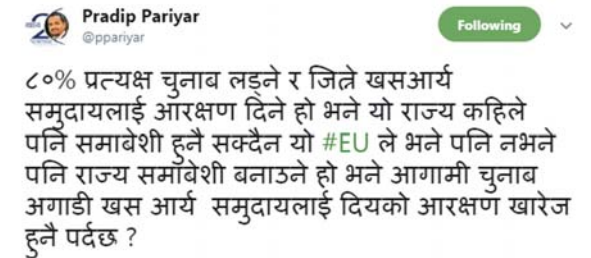 Pradip Pariyar
@ppariyar
Following
८०% प्रत्यक्ष चुनाब लड्ने र जित्ने खसआर्य
समुदायलाई आरक्षण दिने हो भने यो राज्य कहिले
पनि समाबेशी हुनै सक्दैन यो #EU ले भने पनि नभने
पनि राज्य समाबेशी बनाउने हो भने आगामी चुनाब
अगाडी खस आर्य समुदायलाई दियको आरक्षण खारेज
हुनै पर्दछ ?